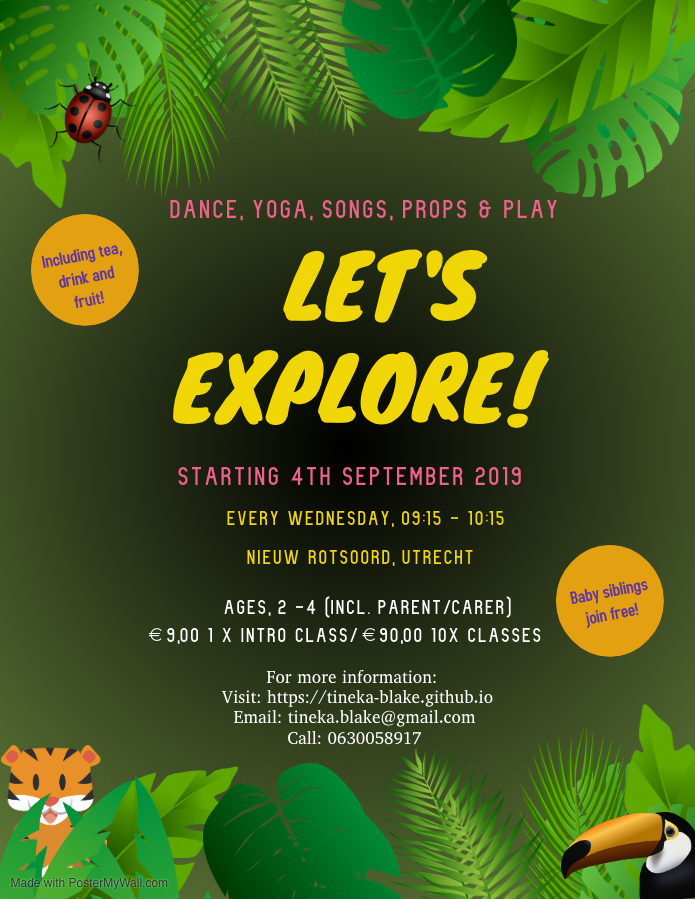 DANCE, YOGA, SONGS, PROPS & PLAY
Including tea,
drink and
fruit!
LET'S
EXPLORE!
STARTING 4TH SEPTEMBER 2019
EVERY WEDNESDAY, 09:15 - 10:15
NIEUW ROTSOORD, UTRECHT
Baby siblings
join free!
AGES, 2 -4 (INCL. PARENT/CARER)
€9,00 1 X INTRO CLASS/€90,00 10X CLASSES
For more information:
Visit: https://tineka-blake.github.io
Email: tineka.blake@gmail.com
Call: 0630058917
Made with PosterMyWall.com